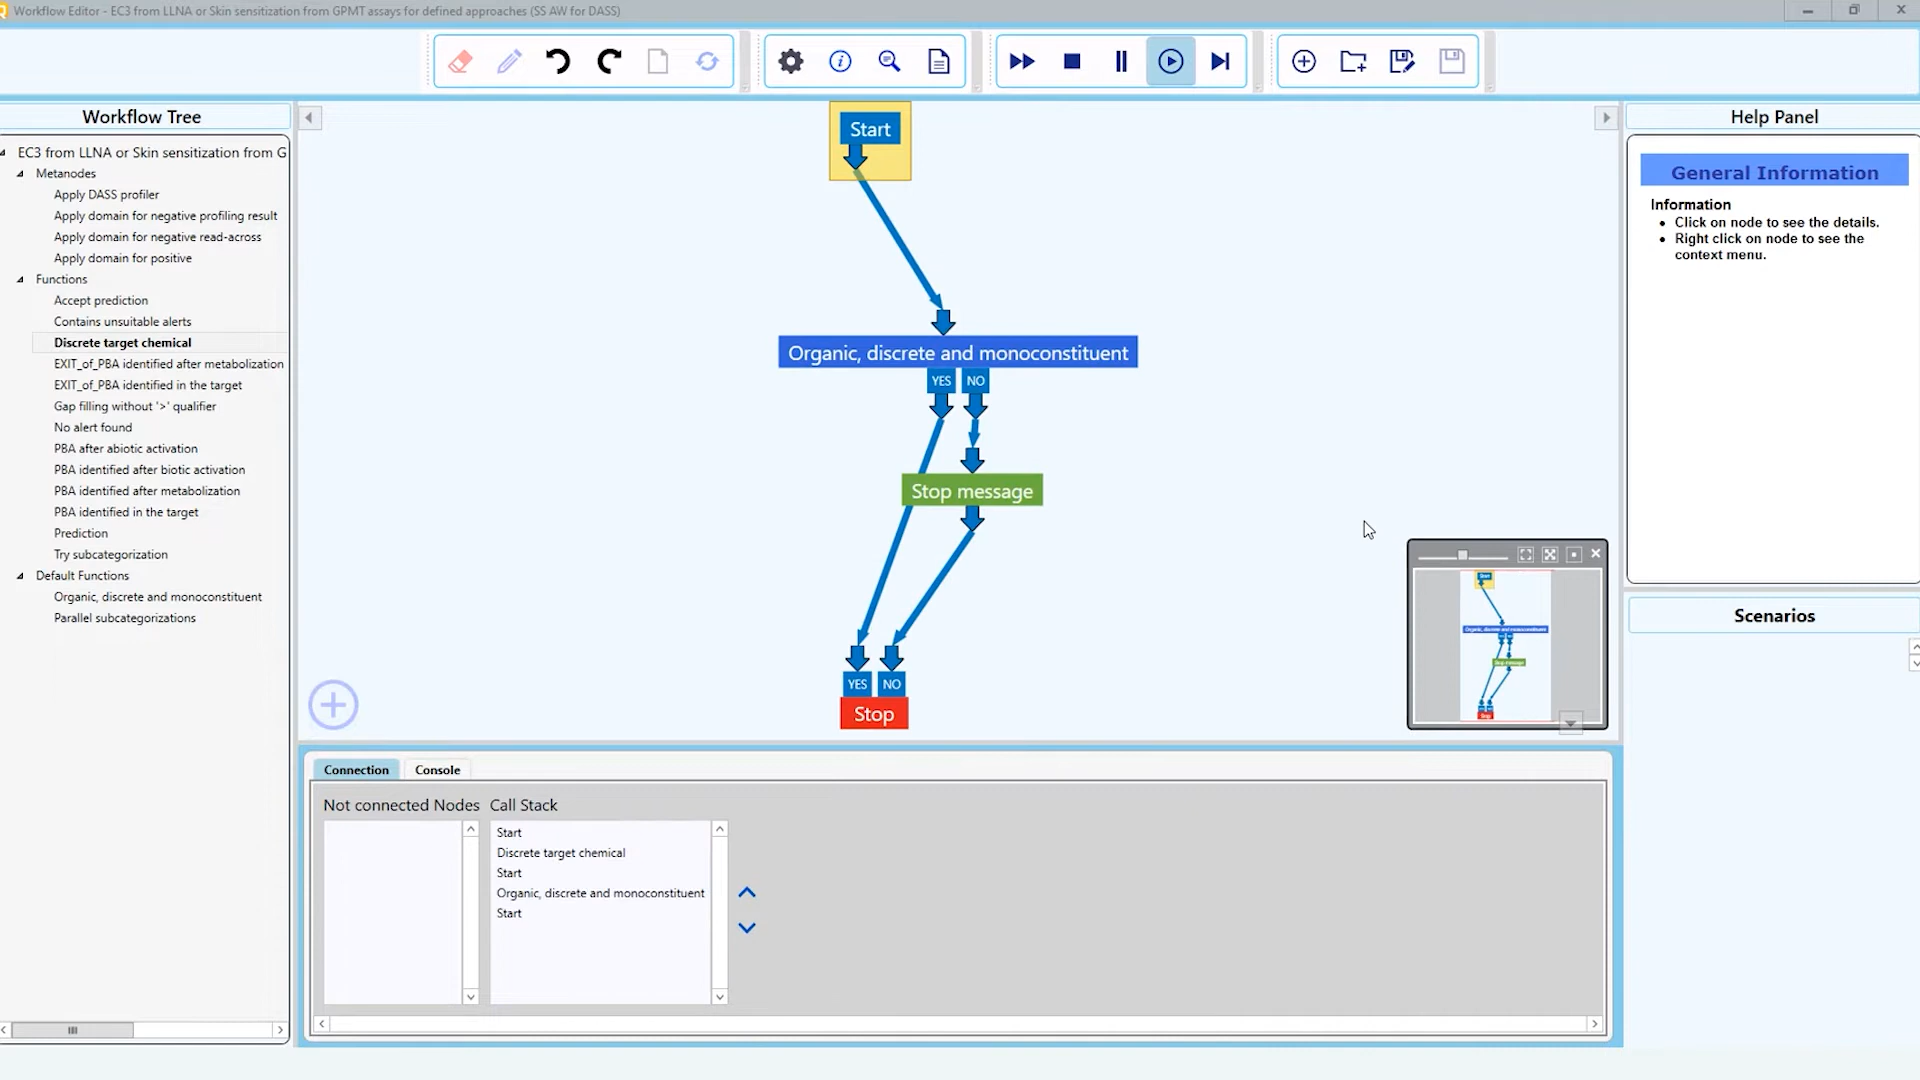 Workflow Editor - EC3 from LLNA or Skin sensitization from GPMT assays for defined approaches (SS AW for DASS)
Workflow Tree
EC3 from LLNA or Skin sensitization from G
Metanodes
Apply DASS profiler
Apply domain for negative profiling result
Apply domain for negative read-across
Apply domain for positive
Functions
Accept prediction
Contains unsuitable alerts
Discrete target chemical
EXIT_of_PBA identified after metabolization
EXIT_of_PBA identified in the target
Gap filling without '>' qualifier
No alert found
PBA after abiotic activation
PBA identified after biotic activation
PBA identified after metabolization
PBA identified in the target
Prediction
Try subcategorization
Default Functions
Organic, discrete and monoconstituent
Parallel subcategorizations
Start
Organic, discrete and monoconstituent
YES NO
Stop message
YES NO
Stop
Start
Organic, discrete and monoconstituent
Stop message
Stop
Connection Console
Not connected Nodes Call Stack
Start
Discrete target chemical
Start
Organic, discrete and monoconstituent
Start
Help Panel
General Information
Information
Click on node to see the details.
Right click on node to see the
context menu.
Scenarios